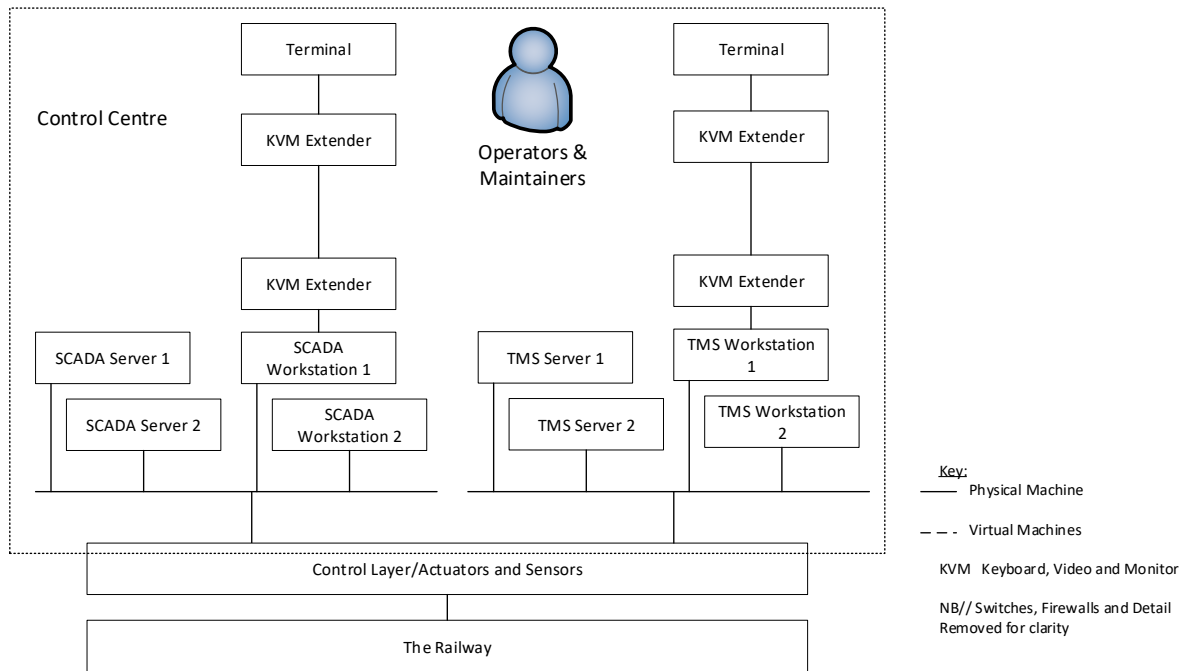 Terminal
Terminal
Control Centre
KVM Extender
KVM Extender
Operators &
Maintainers
KVM Extender
KVM Extender
SCADA Server 1
SCADA
Workstation 1
TMS Server 1
TMS Workstation
1
SCADA Server 2
SCADA
Workstation 2
TMS Server 2
TMS Workstation
2
Key:
Physical Machine
Virtual Machines
KVM Keyboard, Video and Monitor
NB// Switches, Firewalls and Detail
Removed for clarity
Control Layer/Actuators and Sensors
The Railway